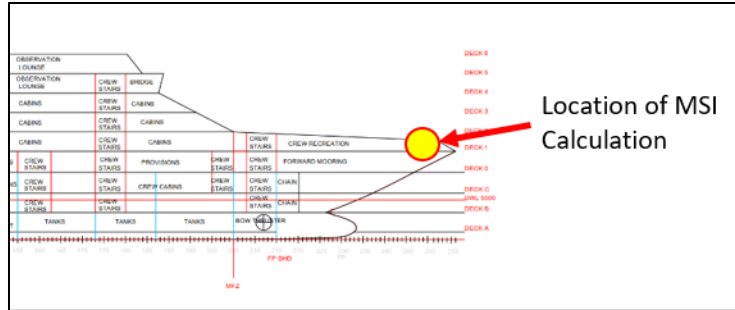 DECK 6
OBSERVATION
LOUNGE
DECK 5
OBSERVATION
LOUNGE
CREW
STAIRS
BRIDGE
DECK 4
CABINS
CREW
STAIRS
CABINS
DECK 3
CABINS
CREW
STAIRS
CABINS
Location of MSI
Calculation
CABINS
CREW
STAIRS
CABINS
CREW
STAIRS
CREW RECREATION
DECK 1
CREW
STAIRS
CREW
STAIRS
PROVISIONS
CREW
STAIRS
CREW
STAIRS
FORWARD MOORING
CREW
STAIRS
CREW
STAIRS
CREW CABINS
CREW
STAIRS
CREW
STAIRS
CHAIN
DECK C
CREW
STAIRS
CREW
STAIRS
CREW
STAIRS
CHAIN
DECK B
TANKS
TANKS
TANKS
BOW THRUSTER
DECK A
FP BHD
MFZ